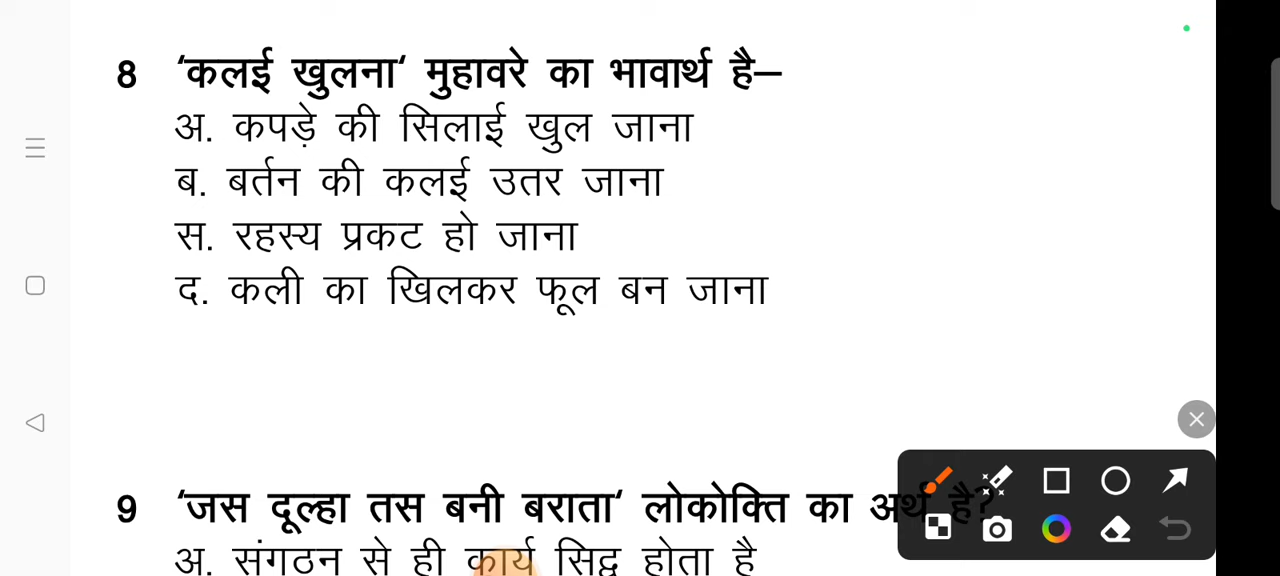 8 ‘कलई खुलना‘ मुहावरे का भावार्थ है–
अ. कपड़े की सिलाई खुल जाना
ब. बर्तन की कलई उतर जाना
स. रहस्य प्रकट हो जाना
द. कली का खिलकर फूल बन जाना
9 ‘जस दूल्हा तस बनी बराता‘ लोकोक्ति का अर्थ है?
अ. संगठन से ही कार्य सिद्व होता है